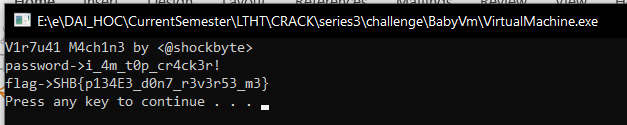 E:\e\DAI_HOC\CurrentSemester\LTHT\CRACK\series3\challenge\BabyVm\VirtualMachine.exe
V1r7u41 M4ch1n3 by <@shockbyte>
password->i_4m_t0p_cr4ck3r!
flag->SHB{p134E3_d0n7_r3v3r53_m3}
Press any key to continue . . .